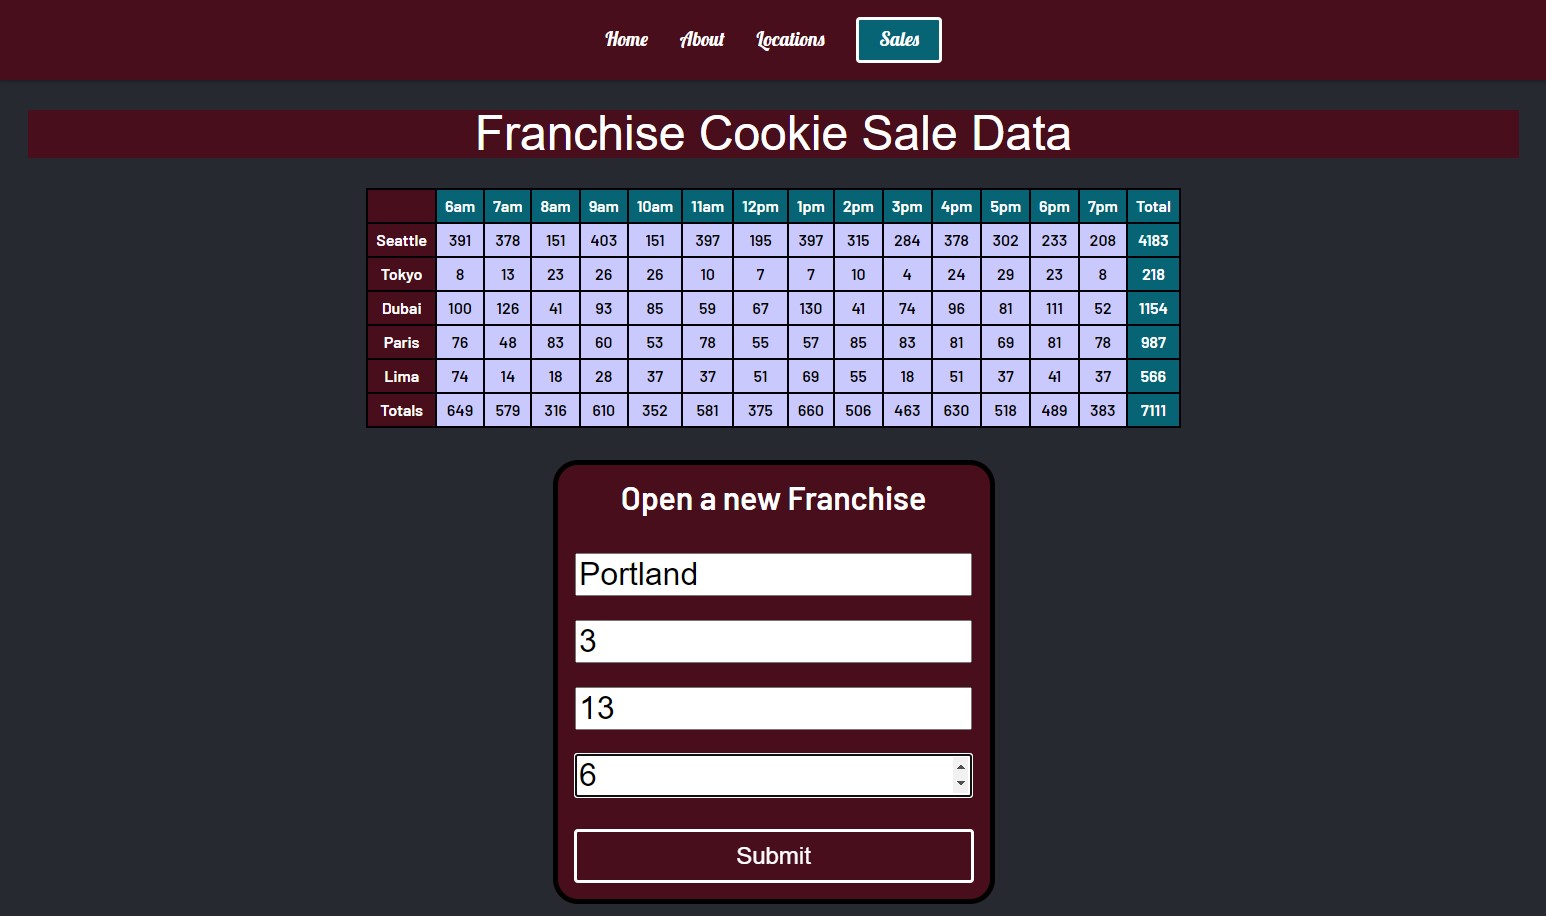 Home About Locations Sales
Franchise Cookie Sale Data
6am 7am 8am 9am 10am 11am 12pm 1pm 2pm 3pm 4pm 5pm 6pm 7pm Total
Seattle 391 378 151 403 151 397 195 397 315 284 378 302 233 208 4183
Tokyo 8 13 23 26 26 10 7 7 10 4 24 29 23 8 218
Dubai 100 126 41 93 85 59 67 130 41 74 96 81 111 52 1154
Paris 76 48 83 60 53 78 55 57 85 83 81 69 81 78 987
Lima 74 14 18 28 37 37 51 69 55 18 51 37 41 37 566
Totals 649 579 316 610 352 581 375 660 506 463 630 518 489 383 7111
Open a new Franchise
Portland
3
13
6
Submit